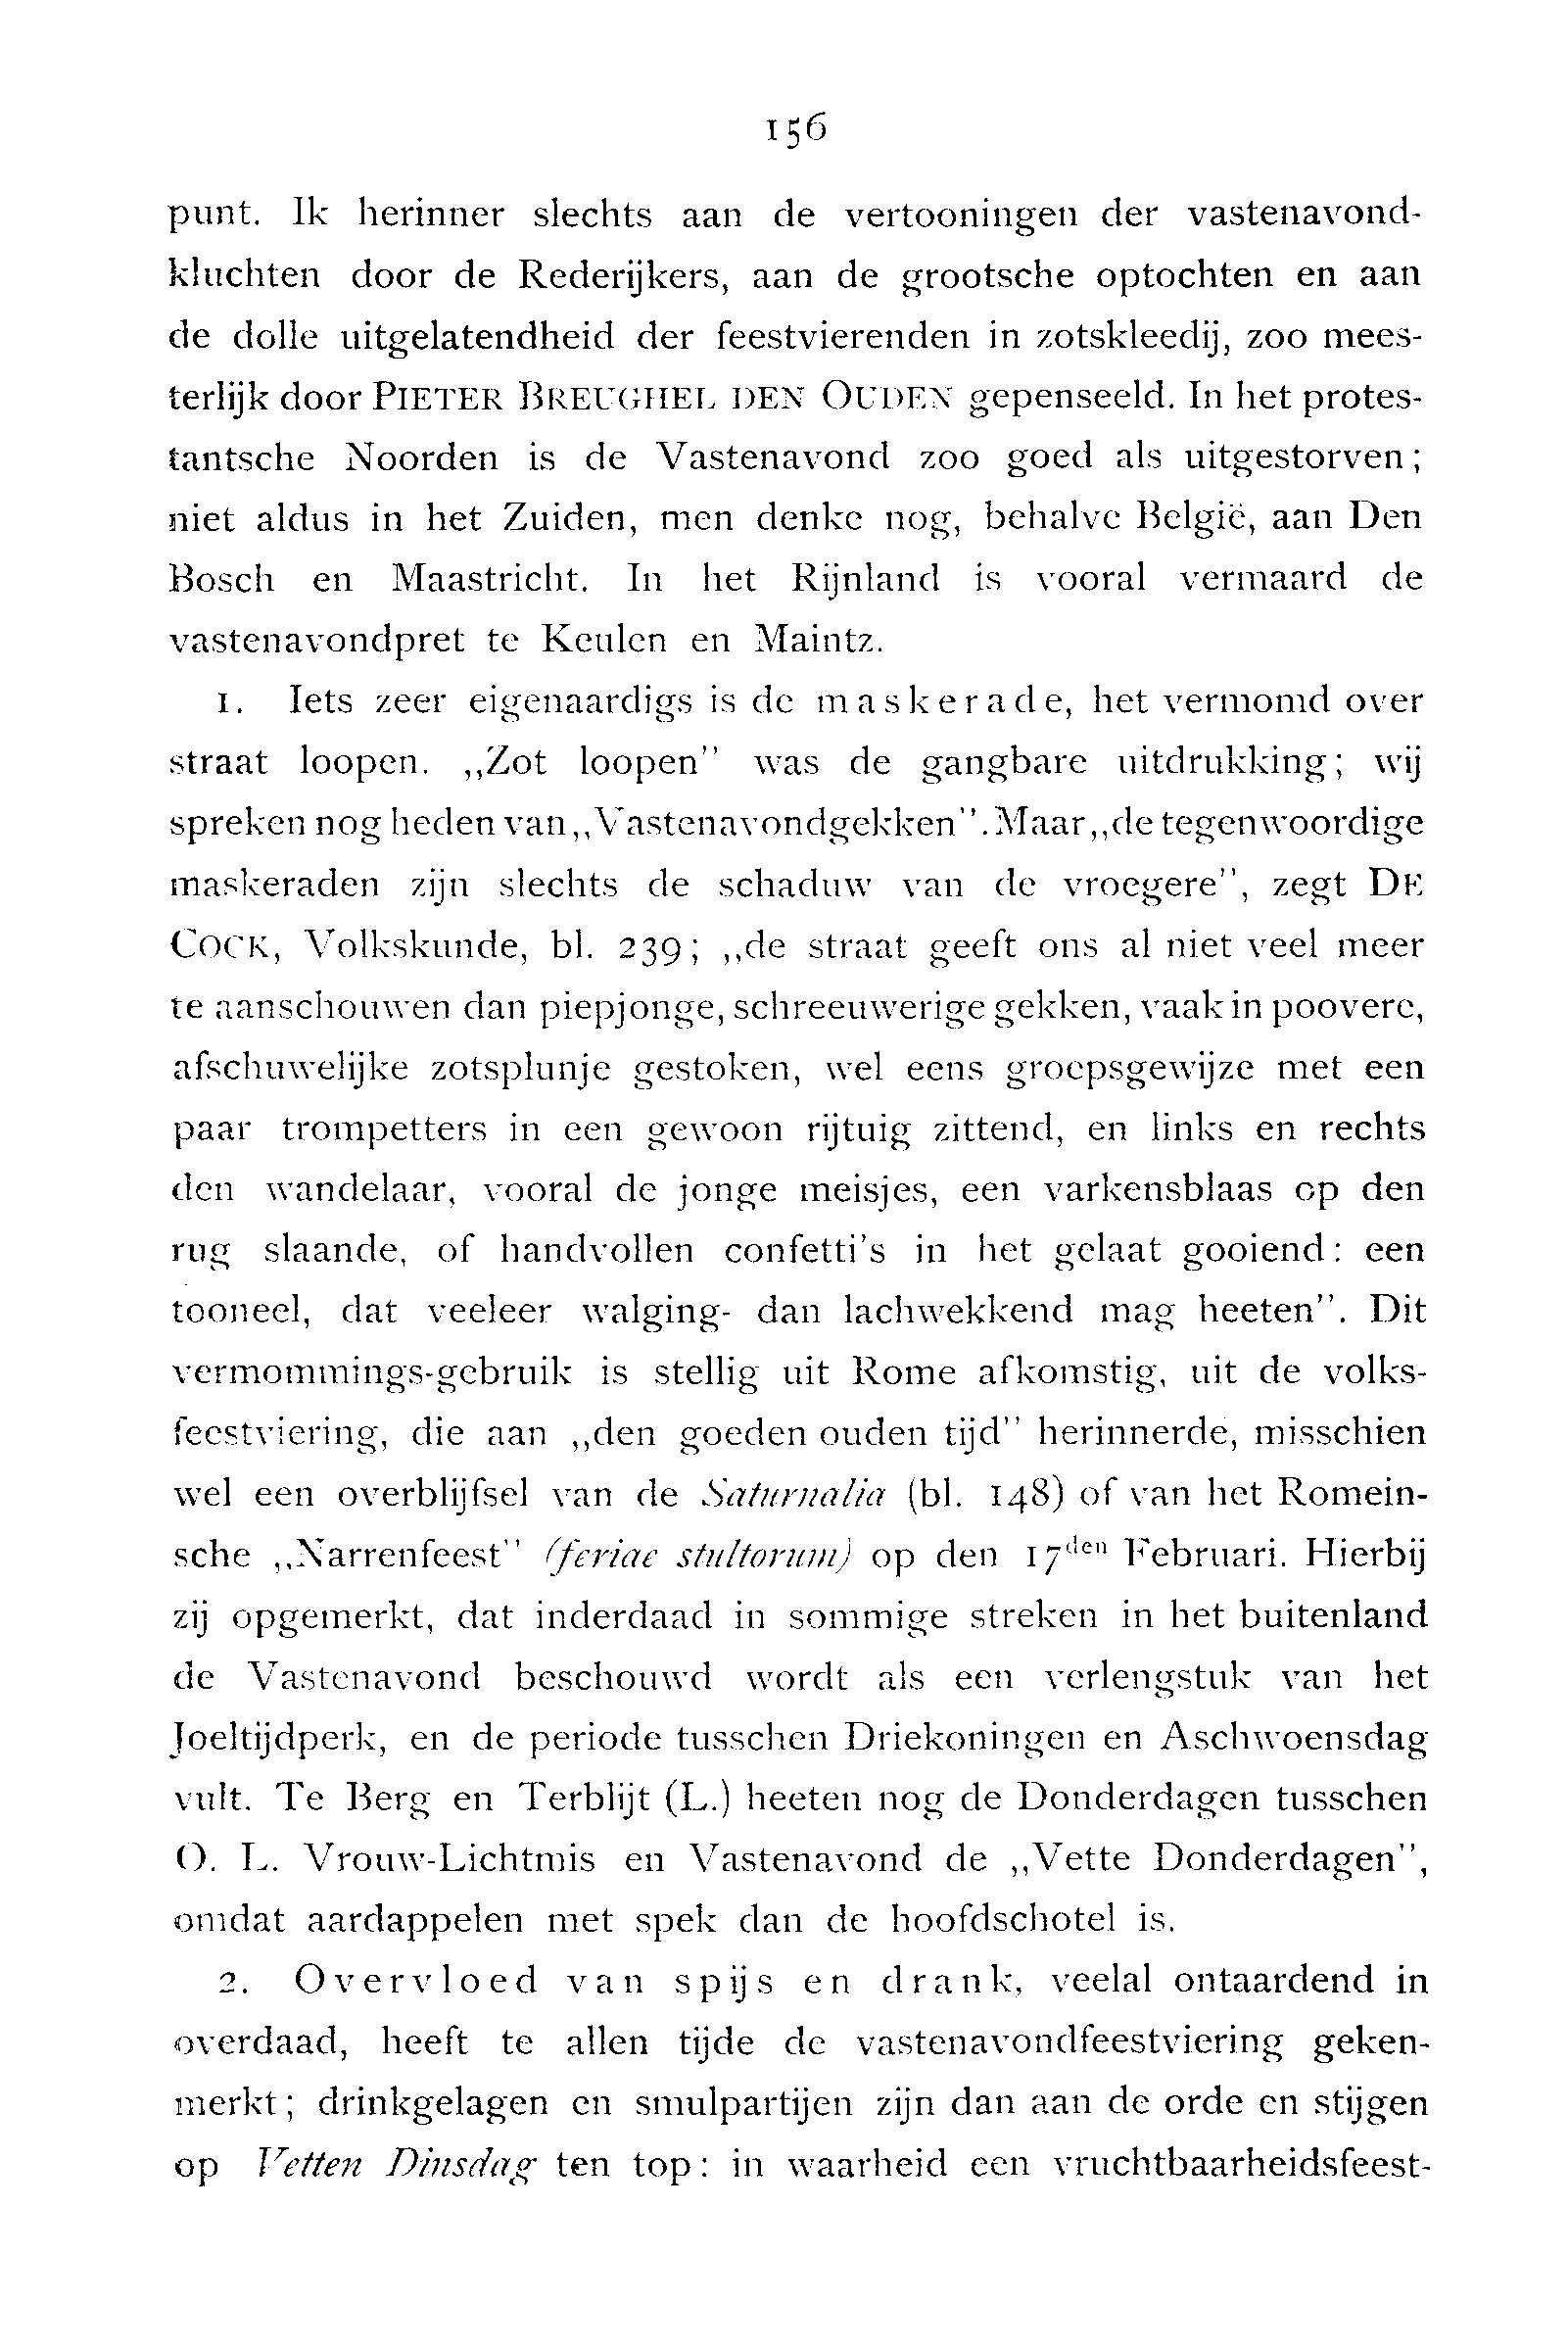 156
punt. Ik herinner slechts aan de vertooningen der vastenavond-
kluchten door de Rederijkers, aan de grootsche optochten en aan
de dolle uitgelatendheid der feestvierenden in zotskleedij, zoo mees-
terlijk door PIETER BREUGHEL DEN OUDEN gepenseeld. In het protes-
tantsche Noorden is de Vastenavond zoo goed als uitgestorven;
niet aldus in het Zuiden, men denke nog, behalve België, aan Den
Bosch en Maastricht. In het Rijnland is vooral vermaard de
vastenavondpret te Keulen en Maintz.
1. Iets zeer eigenaardigs is de maskerade, het vermomd over
straat loopen. „Zot loopen” was de gangbare uitdrukking; wij
spreken nog heden van „Vastenavondgekken”. Maar „de tegenwoordige
maskeraden zijn slechts de schaduw van de vroegere”, zegt DE
COCK, Volkskunde, bl. 239; „de straat geeft ons al niet veel meer
te aanschouwen dan piepjonge, schreeuwerige gekken, vaak in poovere,
afschuwelijke zotsplunje gestoken, wel eens groepsgewijze met een
paar trompetters in een gewoon rijtuig zittend, en links en rechts
den wandelaar, vooral de jonge meisjes, een varkensblaas op den
rug slaande, of handvollen confetti's in het gelaat gooiend: een
tooneel, dat veeleer walging- dan lachwekkend mag heeten”. Dit
vermommings-gebruik is stellig uit Rome afkomstig, uit de volks-
feestviering, die aan „den goeden ouden tijd” herinnerde, misschien
wel een overblijfsel van de Saturnalia (bl. 148) of van het Romein-
sche „Narrenfeest” (feriae stultorum) op den 17den Februari. Hierbij
zij opgemerkt, dat inderdaad in sommige streken in het buitenland
de Vastenavond beschouwd wordt als een verlengstuk van het
Joeltijdperk, en de periode tusschen Driekoningen en Aschwoensdag
vult. Te Berg en Terblijt (L.) heeten nog de Donderdagen tusschen
O. L. Vrouw-Lichtmis en Vastenavond de „Vette Donderdagen”,
omdat aardappelen met spek dan de hoofdschotel is.
2. Overvloed van spijs en drank, veelal ontaardend in
overdaad, heeft te allen tijde de vastenavondfeestviering geken-
merkt; drinkgelagen en smulpartijen zijn dan aan de orde en stijgen
op Vetten Dinsdag ten top: in waarheid een vruchtbaarheidsfeest-